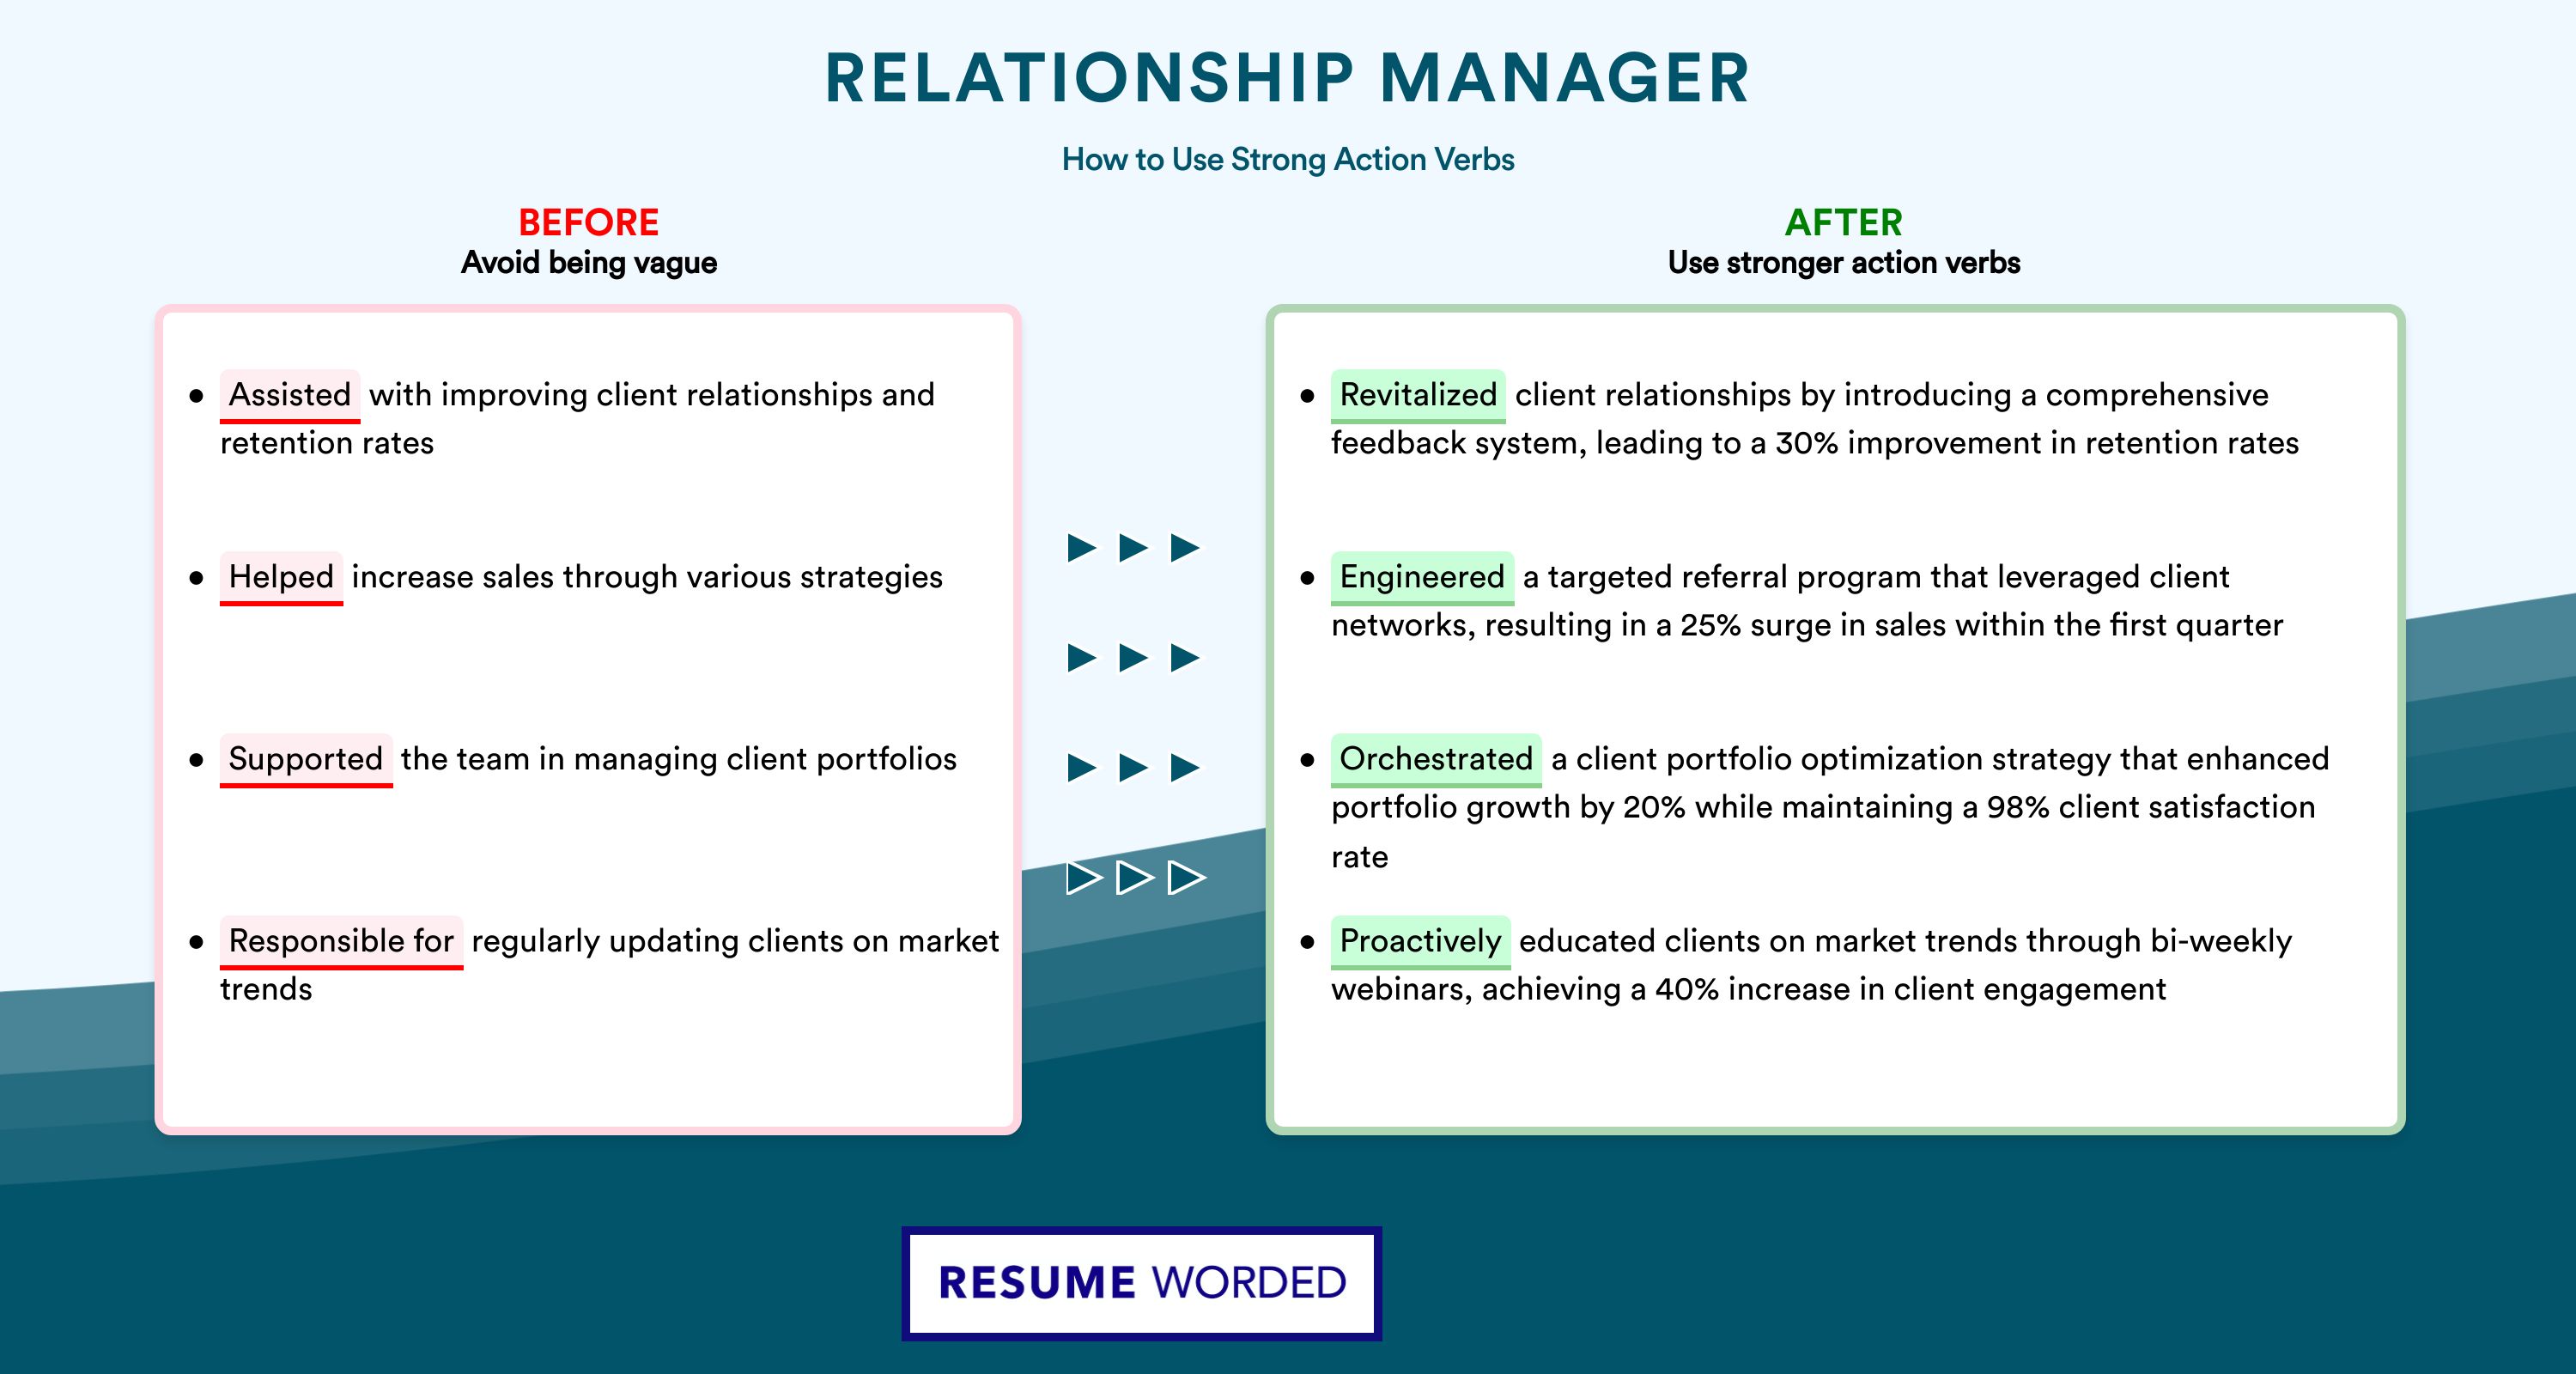 RELATIONSHIP MANAGER
How to Use Strong Action Verbs
BEFORE
Avoid being vague
• Assisted with improving client relationships and
retention rates
• Helped increase sales through various strategies
• Supported the team in managing client portfolios
• Responsible for regularly updating clients on market
trends
AFTER
Use stronger action verbs
• Revitalized client relationships by introducing a comprehensive
feedback system, leading to a 30% improvement in retention rates
• Engineered a targeted referral program that leveraged client
networks, resulting in a 25% surge in sales within the first quarter
• Orchestrated a client portfolio optimization strategy that enhanced
portfolio growth by 20% while maintaining a 98% client satisfaction
rate
• Proactively educated clients on market trends through bi-weekly
webinars, achieving a 40% increase in client engagement
RESUME WORDED